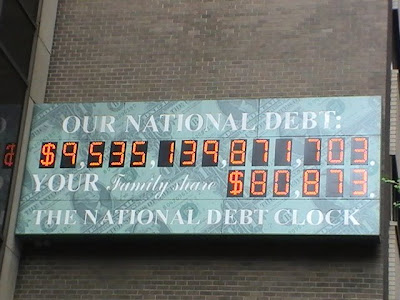 OUR NATIONAL DEBT:
$9,535,139,871,703.
YOUR Family share $80,873.
THE NATIONAL DEBT CLOCK